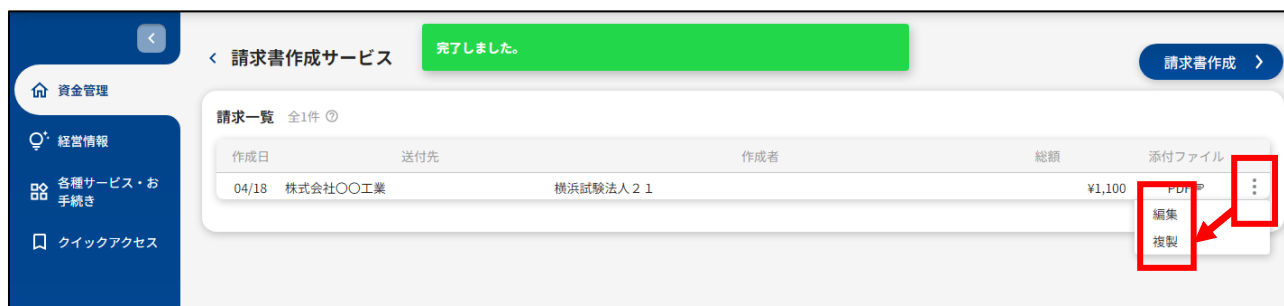 完了しました。
請求書作成サービス
請求書作成
資金管理
経営情報
各種サービス・お
手続き
クイックアクセス
請求一覧 全1件
作成日 送付先 作成者 総額 添付ファイル
04/18 株式会社〇〇工業 横浜試験法人21 ¥1,100 PDF
編集
複製